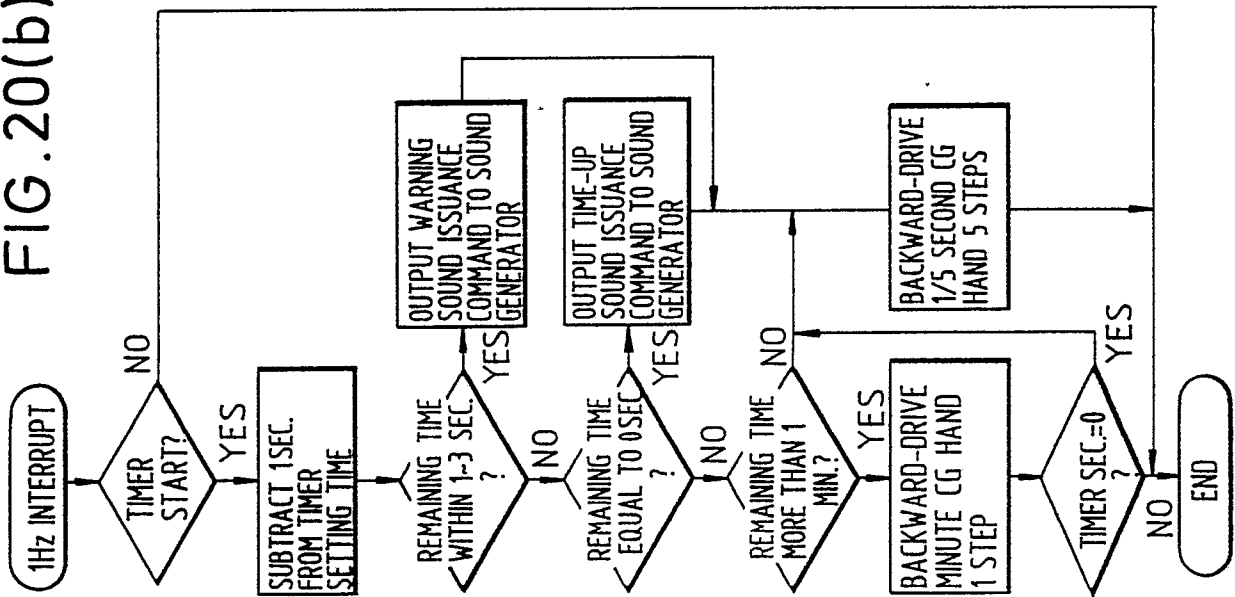 FIG.20(b)
1Hz INTERRUPT
TIMER
START?
NO
YES
SUBTRACT 1SEC.
FROM TIMER
SETTING TIME
REMAINING TIME
WITHIN 1~3 SEC.
?
YES
NO
OUTPUT WARNING
SOUND ISSUANCE
COMMAND TO SOUND
GENERATOR
REMAINING TIME
EQUAL TO 0SEC
?
YES
NO
OUTPUT TIME-UP
SOUND ISSUANCE
COMMAND TO SOUND
GENERATOR
REMAINING TIME
MORE THAN 1
MIN.?
NO
YES
BACKWARD-DRIVE
MINUTE CG HAND
1 STEP
BACKWARD-DRIVE
1/5 SECOND CG
HAND 5 STEPS
TIMER SEC.=0
?
YES
NO
END